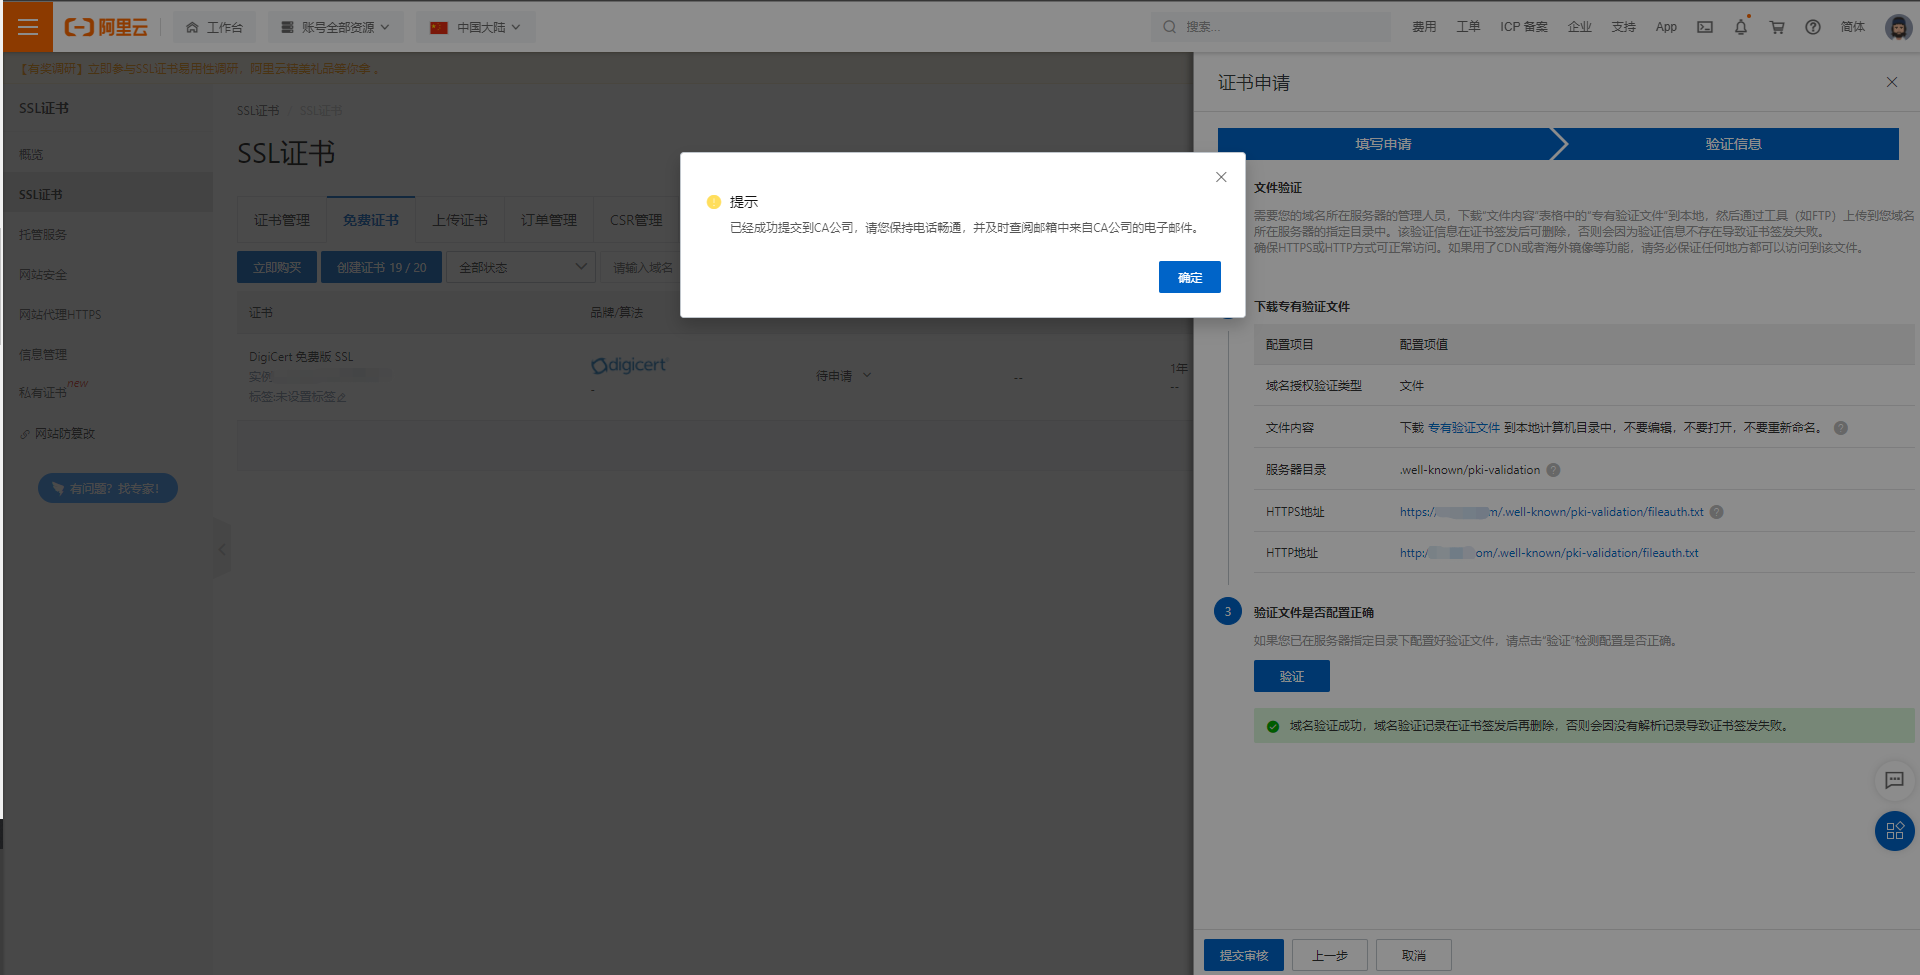 阿里云
工作台
账号全部资源
中国大陆
搜索...
费用
工单
ICP 备案
企业
支持
App
简体
【有奖调研】立即参与SSL证书易用性调研，阿里云精美礼品等你拿 。
SSL证书
概览
SSL证书
托管服务
网站安全
网站代理HTTPS
信息管理
私有证书 new
网站防篡改
有问题？找专家!
SSL证书 / SSL证书
SSL证书
证书管理
免费证书
上传证书
订单管理
CSR管理
立即购买
创建证书 19 / 20
全部状态
请输入域名
证书
品牌/算法
DigiCert 免费版 SSL
实例
标签:未设置标签
digicert
-
待申请
--
1年
--
提示
已经成功提交到CA公司，请您保持电话畅通，并及时查阅邮箱中来自CA公司的电子邮件。
确定
证书申请
填写申请
验证信息
文件验证
需要您的域名所在服务器的管理人员，下载“文件内容”表格中的“专有验证文件”到本地，然后通过工具（如FTP）上传到您域名
所在服务器的指定目录中。该验证信息在证书签发后可删除，否则会因为验证信息不存在导致证书签发失败。
确保HTTPS或HTTP方式可正常访问。如果用了CDN或者海外镜像等功能，请务必保证任何地方都可以访问到该文件。
下载专有验证文件
配置项目
配置项值
域名授权验证类型
文件
文件内容
下载 专有验证文件 到本地计算机目录中，不要编辑，不要打开，不要重新命名。
服务器目录
.well-known/pki-validation
HTTPS地址
https:/ m/.well-known/pki-validation/fileauth.txt
HTTP地址
http:/ om/.well-known/pki-validation/fileauth.txt
3
验证文件是否配置正确
如果您已在服务器指定目录下配置好验证文件，请点击“验证”检测配置是否正确。
验证
域名验证成功，域名验证记录在证书签发后再删除，否则会因没有解析记录导致证书签发失败。
提交审核
上一步
取消